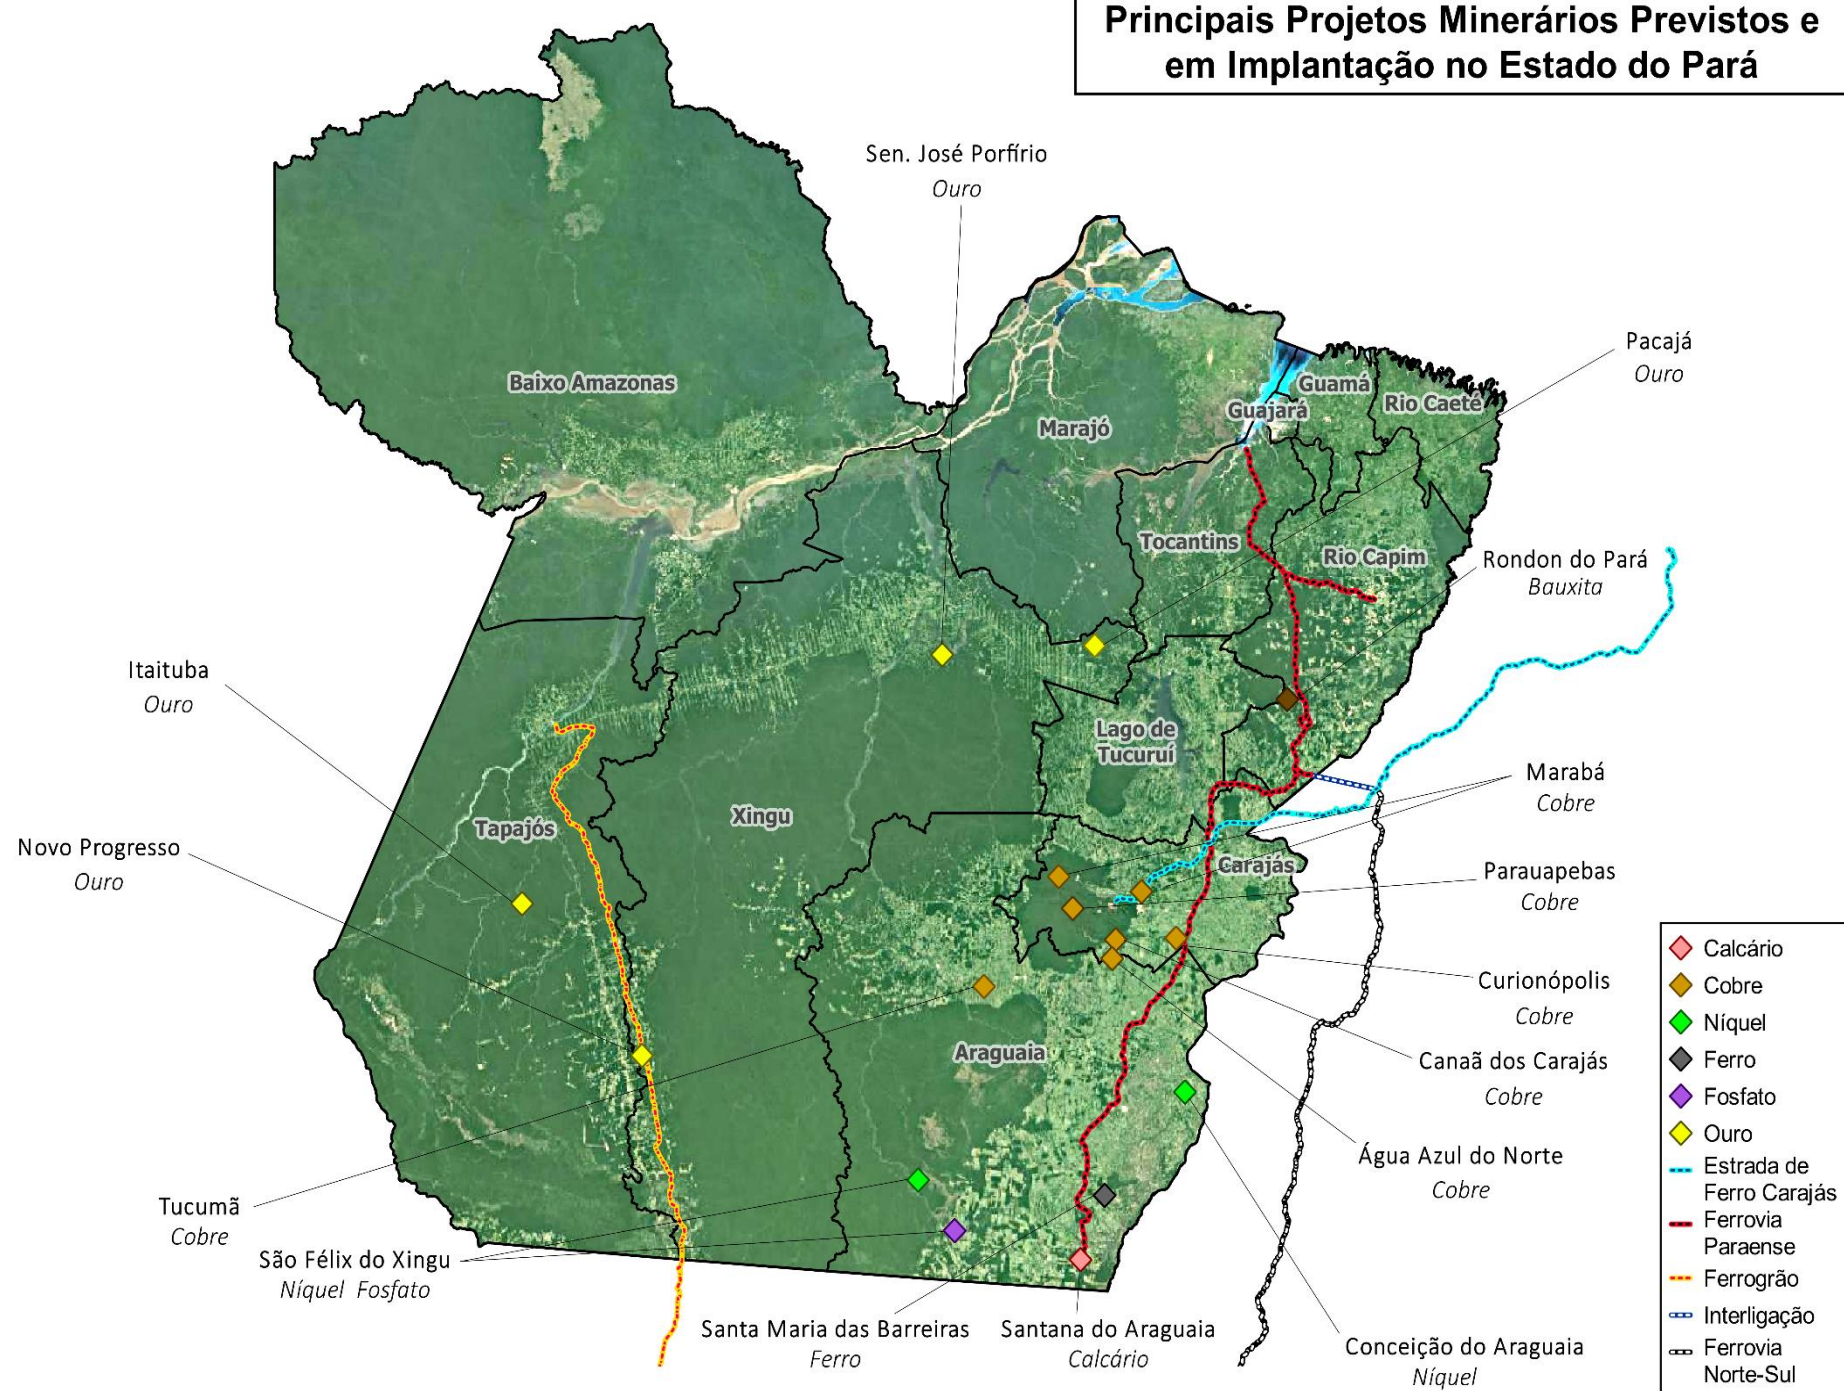 Principais Projetos Minerários Previstos e
em Implantação no Estado do Pará
Sen. José Porfírio
Ouro
Pacajá
Ouro
Baixo Amazonas
Marajó
Guamá
Guajará
Rio Caeté
Tocantins
Rio Capim
Rondon do Pará
Bauxita
Itaituba
Ouro
Lago de
Tucuruí
Marabá
Cobre
Xingu
Tapajós
Novo Progresso
Ouro
Carajás
Parauapebas
Cobre
Curionópolis
Cobre
Araguaia
Canaã dos Carajás
Cobre
Água Azul do Norte
Cobre
Tucumã
Cobre
São Félix do Xingu
Níquel Fosfato
Santa Maria das Barreiras
Ferro
Santana do Araguaia
Calcário
Conceição do Araguaia
Níquel
Calcário
Cobre
Níquel
Ferro
Fosfato
Ouro
Estrada de
Ferro Carajás
Ferrovia
Paraense
Ferrogrão
Interligação
Ferrovia
Norte-Sul